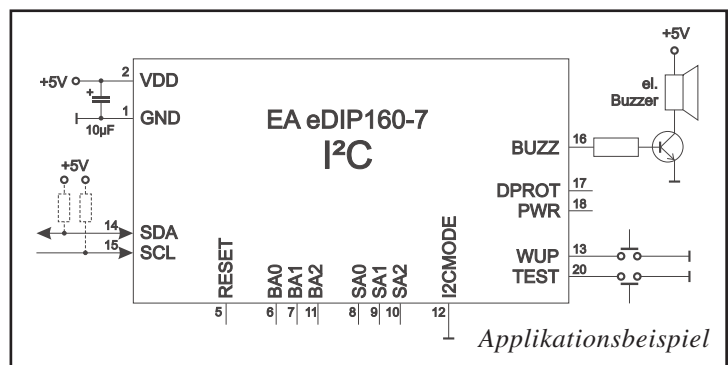 +5V
el.
Buzzer
+5V
2 VDD
1 GND
10µF
EA eDIP160-7
I²C
BUZZ 16
DPROT 17
PWR 18
+5V
14 SDA
15 SCL
WUP 13
TEST 20
RESET
BA0
BA1
BA2
SA0
SA1
SA2
I2CMODE
5 6 7 11 8 9 10 12
Applikationsbeispiel